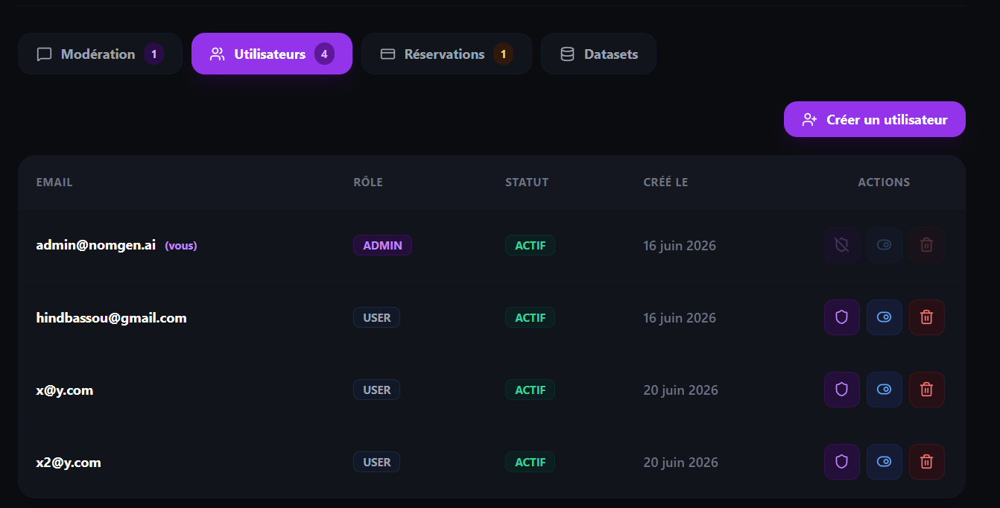 Modération 1 Utilisateurs 4 Réservations 1 Datasets
Créer un utilisateur
EMAIL RÔLE STATUT CRÉÉ LE ACTIONS
admin@nomgen.ai (vous) ADMIN ACTIF 16 juin 2026
hindbassou@gmail.com USER ACTIF 16 juin 2026
x@y.com USER ACTIF 20 juin 2026
x2@y.com USER ACTIF 20 juin 2026